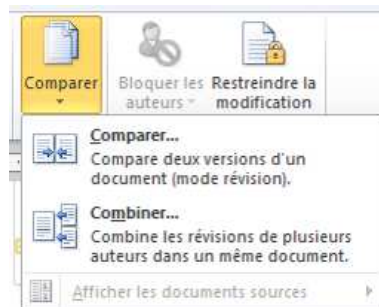 Comparer
Bloquer les
auteurs
Restreindre la
modification
Comparer...
Compare deux versions d'un
document (mode révision).
Combiner...
Combine les révisions de plusieurs
auteurs dans un même document.
Afficher les documents sources